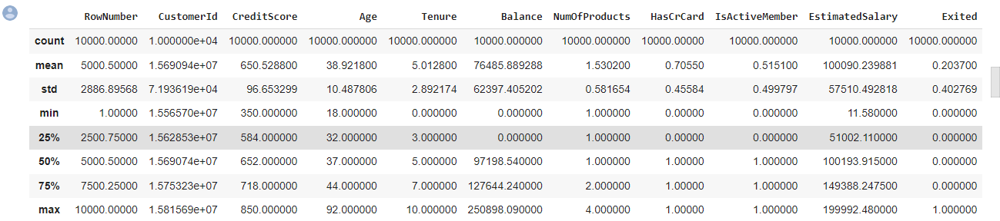 RowNumber CustomerId CreditScore Age Tenure Balance NumOfProducts HasCrCard IsActiveMember EstimatedSalary Exited
count 10000.00000 1.000000e+04 10000.000000 10000.000000 10000.000000 10000.000000 10000.000000 10000.00000 10000.000000 10000.000000 10000.000000
mean 5000.50000 1.569094e+07 650.528800 38.921800 5.012800 76485.889288 1.530200 0.70550 0.515100 100090.239881 0.203700
std 2886.89568 7.193619e+04 96.653299 10.487806 2.892174 62397.405202 0.581654 0.45584 0.499797 57510.492818 0.402769
min 1.00000 1.556570e+07 350.000000 18.000000 0.000000 0.000000 1.000000 0.00000 0.000000 11.580000 0.000000
25% 2500.75000 1.562853e+07 584.000000 32.000000 3.000000 0.000000 1.000000 0.00000 0.000000 51002.110000 0.000000
50% 5000.50000 1.569074e+07 652.000000 37.000000 5.000000 97198.540000 1.000000 1.00000 1.000000 100193.915000 0.000000
75% 7500.25000 1.575323e+07 718.000000 44.000000 7.000000 127644.240000 2.000000 1.00000 1.000000 149388.247500 0.000000
max 10000.00000 1.581569e+07 850.000000 92.000000 10.000000 250898.090000 4.000000 1.00000 1.000000 199992.480000 1.000000